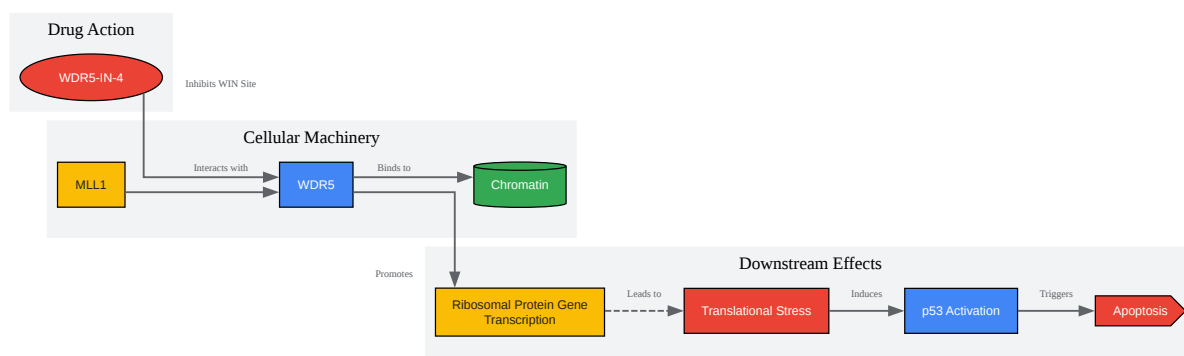 Drug Action
WDR5-IN-4
Inhibits WIN Site
Cellular Machinery
MLL1
Interacts with
WDR5
Binds to
Chromatin
Promotes
Downstream Effects
Ribosomal Protein Gene
Transcription
Leads to
Translational Stress
Induces
p53 Activation
Triggers
Apoptosis